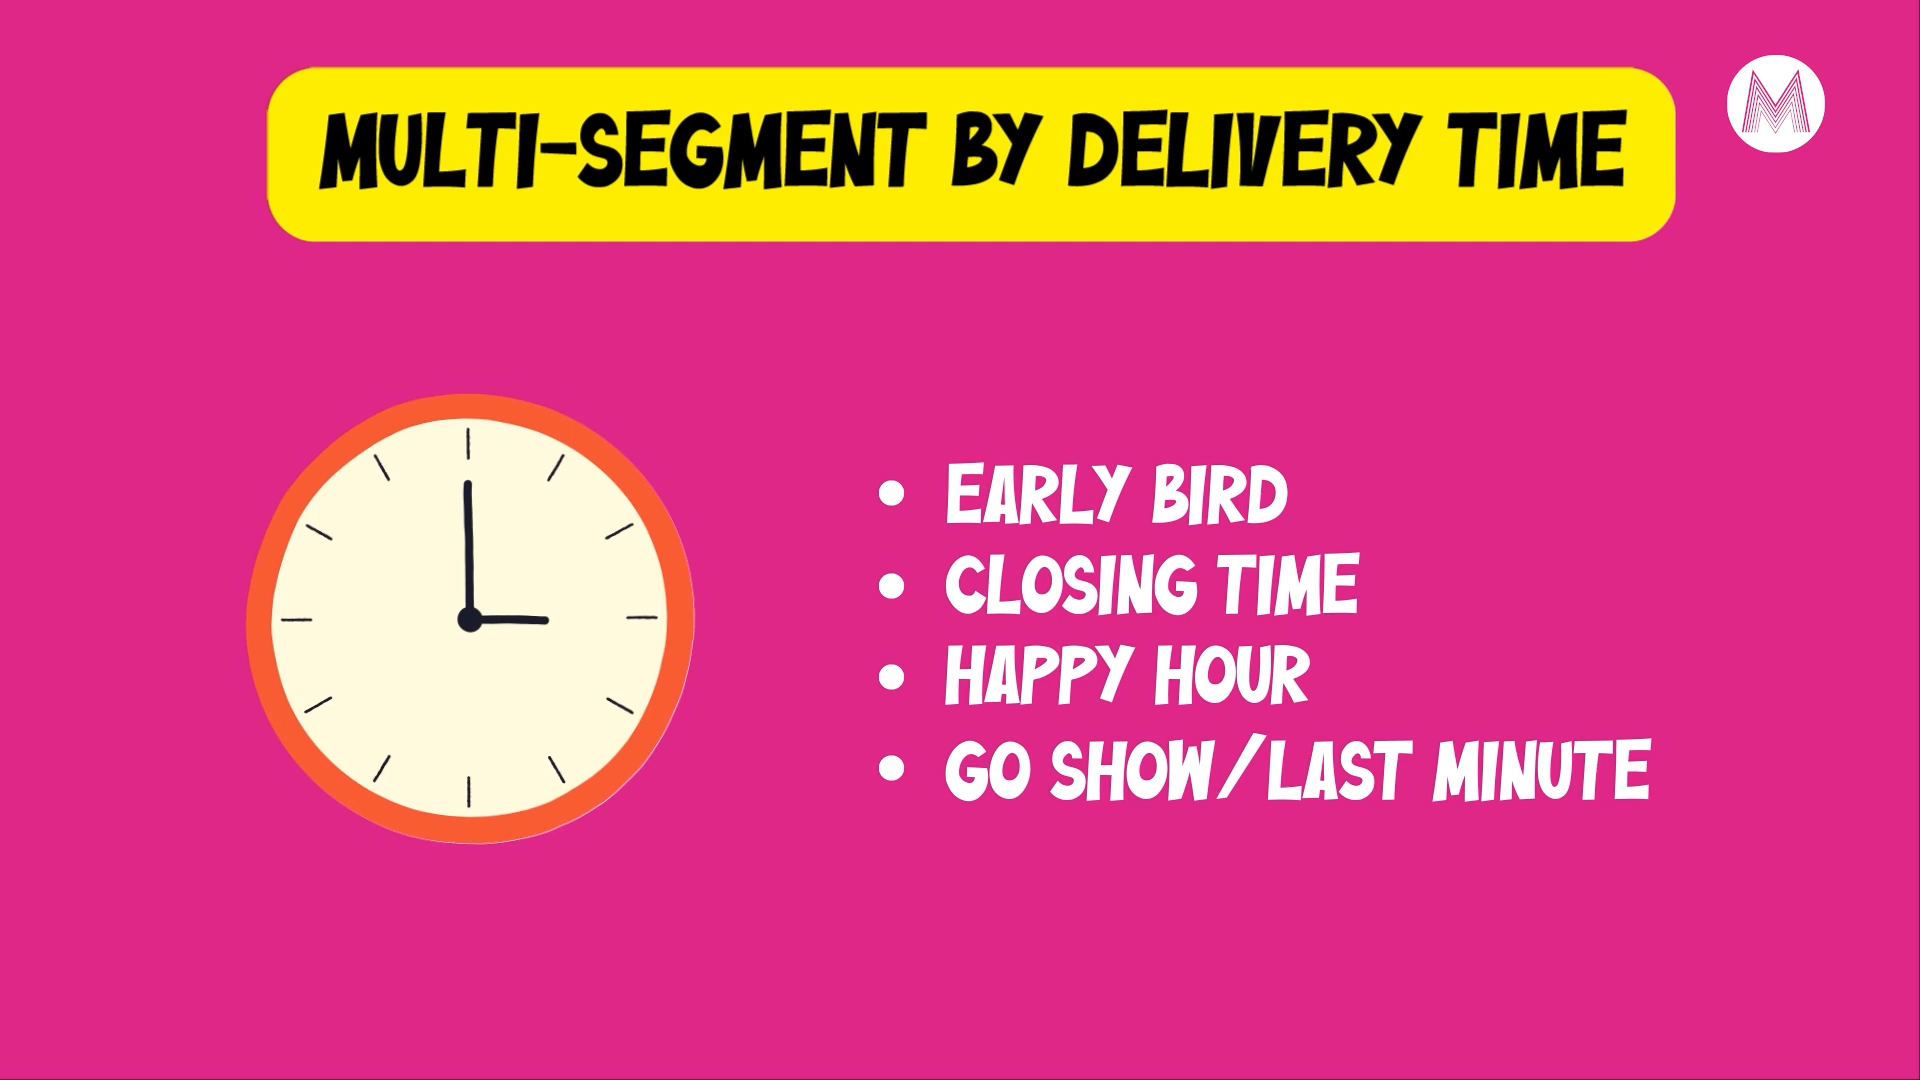 MULTI-SEGMENT BY DELIVERY TIME
M
• EARLY BIRD
• CLOSING TIME
• HAPPY HOUR
• GO SHOW/LAST MINUTE